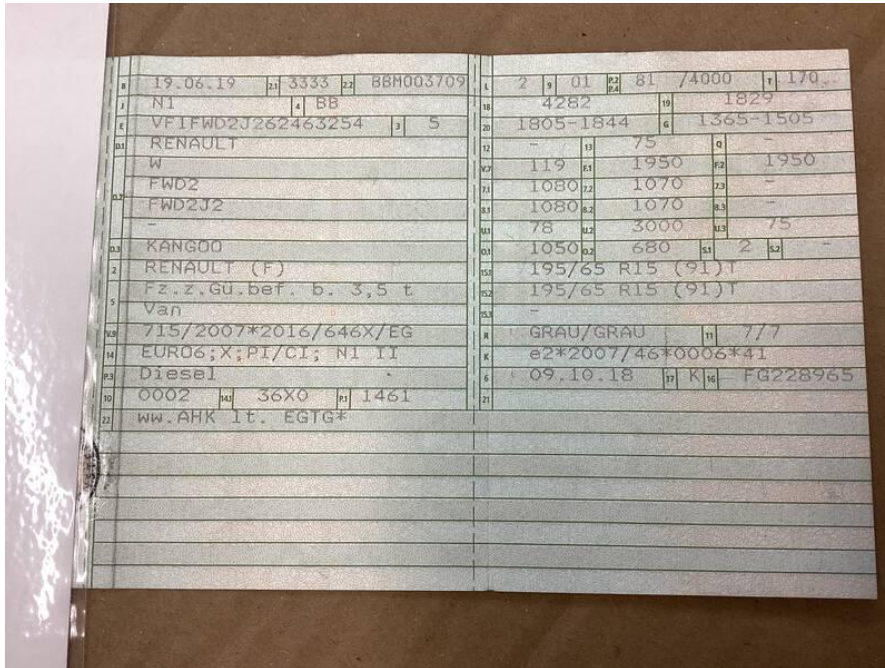 B 19.06.19 2.1 3333 2.2 BBM003709
J N1 4 BB
E VF1FWD2J262463254 3 5
D.1 RENAULT
W
D.2 FWD2
FWD2J2
-
D.3 KANGOO
2 RENAULT (F)
5 Fz.z.Gü.bef. b. 3,5 t
Van
V.9 715/2007*2016/646X/EG
14 EURO6;X;PI/CI; N1 II
P.3 Diesel
10 0002 14.1 36X0 P.1 1461
22 WW.AHK lt. EGTG*
L 2 9 01 P.2 P.4 81 /4000 T 170
18 4282 19 1829
20 1805-1844 G 1365-1505
12 - 13 75 Q -
V.7 119 F.1 1950 F.2 1950
7.1 1080 7.2 1070 7.3 -
8.1 1080 8.2 1070 8.3 -
U.1 78 U.2 3000 U.3 75
O.1 1050 O.2 680 S.1 2 S.2 -
15.1 195/65 R15 (91)T
15.2 195/65 R15 (91)T
15.3 -
R GRAU/GRAU 11 7/7
K e2*2007/46*0006*41
6 09.10.18 17 K 16 FG228965
21